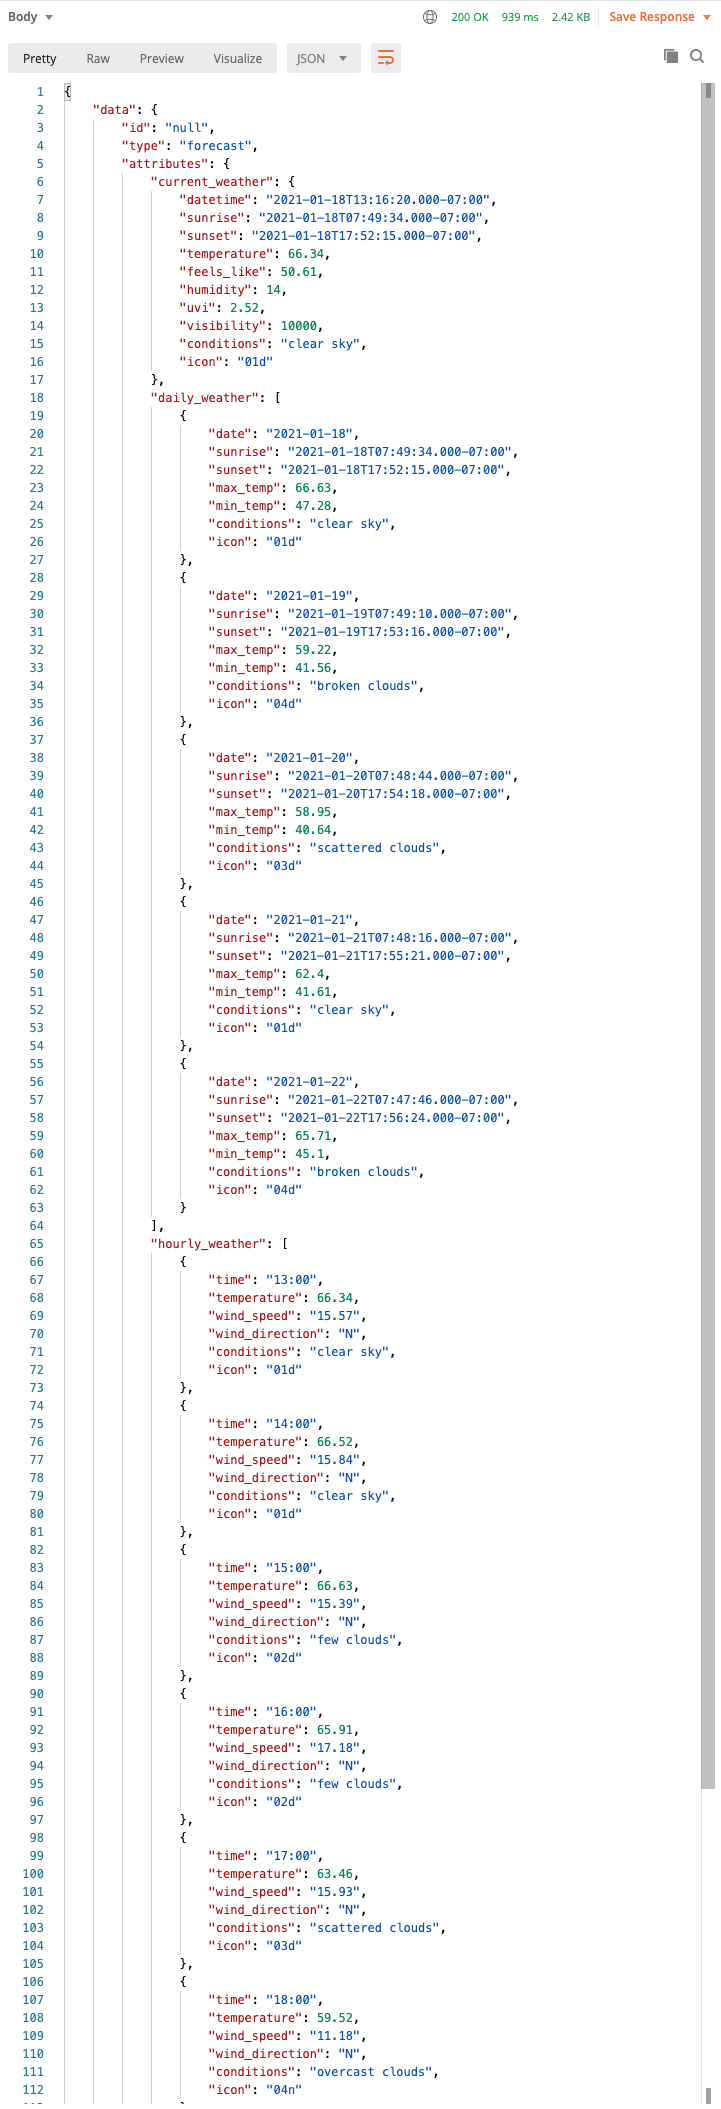 Body 200 OK 939 ms 2.42 KB Save Response
Pretty Raw Preview Visualize JSON
1 {
2 "data": {
3 "id": "null",
4 "type": "forecast",
5 "attributes": {
6 "current_weather": {
7 "datetime": "2021-01-18T13:16:20.000-07:00",
8 "sunrise": "2021-01-18T07:49:34.000-07:00",
9 "sunset": "2021-01-18T17:52:15.000-07:00",
10 "temperature": 66.34,
11 "feels_like": 50.61,
12 "humidity": 14,
13 "uvi": 2.52,
14 "visibility": 10000,
15 "conditions": "clear sky",
16 "icon": "01d"
17 },
18 "daily_weather": [
19 {
20 "date": "2021-01-18",
21 "sunrise": "2021-01-18T07:49:34.000-07:00",
22 "sunset": "2021-01-18T17:52:15.000-07:00",
23 "max_temp": 66.63,
24 "min_temp": 47.28,
25 "conditions": "clear sky",
26 "icon": "01d"
27 },
28 {
29 "date": "2021-01-19",
30 "sunrise": "2021-01-19T07:49:10.000-07:00",
31 "sunset": "2021-01-19T17:53:16.000-07:00",
32 "max_temp": 59.22,
33 "min_temp": 41.56,
34 "conditions": "broken clouds",
35 "icon": "04d"
36 },
37 {
38 "date": "2021-01-20",
39 "sunrise": "2021-01-20T07:48:44.000-07:00",
40 "sunset": "2021-01-20T17:54:18.000-07:00",
41 "max_temp": 58.95,
42 "min_temp": 40.64,
43 "conditions": "scattered clouds",
44 "icon": "03d"
45 },
46 {
47 "date": "2021-01-21",
48 "sunrise": "2021-01-21T07:48:16.000-07:00",
49 "sunset": "2021-01-21T17:55:21.000-07:00",
50 "max_temp": 62.4,
51 "min_temp": 41.61,
52 "conditions": "clear sky",
53 "icon": "01d"
54 },
55 {
56 "date": "2021-01-22",
57 "sunrise": "2021-01-22T07:47:46.000-07:00",
58 "sunset": "2021-01-22T17:56:24.000-07:00",
59 "max_temp": 65.71,
60 "min_temp": 45.1,
61 "conditions": "broken clouds",
62 "icon": "04d"
63 }
64 ],
65 "hourly_weather": [
66 {
67 "time": "13:00",
68 "temperature": 66.34,
69 "wind_speed": "15.57",
70 "wind_direction": "N",
71 "conditions": "clear sky",
72 "icon": "01d"
73 },
74 {
75 "time": "14:00",
76 "temperature": 66.52,
77 "wind_speed": "15.84",
78 "wind_direction": "N",
79 "conditions": "clear sky",
80 "icon": "01d"
81 },
82 {
83 "time": "15:00",
84 "temperature": 66.63,
85 "wind_speed": "15.39",
86 "wind_direction": "N",
87 "conditions": "few clouds",
88 "icon": "02d"
89 },
90 {
91 "time": "16:00",
92 "temperature": 65.91,
93 "wind_speed": "17.18",
94 "wind_direction": "N",
95 "conditions": "few clouds",
96 "icon": "02d"
97 },
98 {
99 "time": "17:00",
100 "temperature": 63.46,
101 "wind_speed": "15.93",
102 "wind_direction": "N",
103 "conditions": "scattered clouds",
104 "icon": "03d"
105 },
106 {
107 "time": "18:00",
108 "temperature": 59.52,
109 "wind_speed": "11.18",
110 "wind_direction": "N",
111 "conditions": "overcast clouds",
112 "icon": "04n"